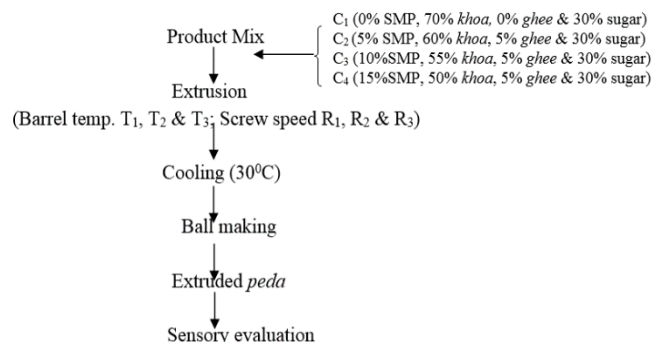 C₁ (0% SMP, 70% khoa, 0% ghee & 30% sugar)
Product Mix
C₂ (5% SMP, 60% khoa, 5% ghee & 30% sugar)
C₃ (10%SMP, 55% khoa, 5% ghee & 30% sugar)
C₄ (15%SMP, 50% khoa, 5% ghee & 30% sugar)
Extrusion
(Barrel temp. T₁, T₂ & T₃; Screw speed R₁, R₂ & R₃)
Cooling (30⁰C)
Ball making
Extruded peda
Sensory evaluation